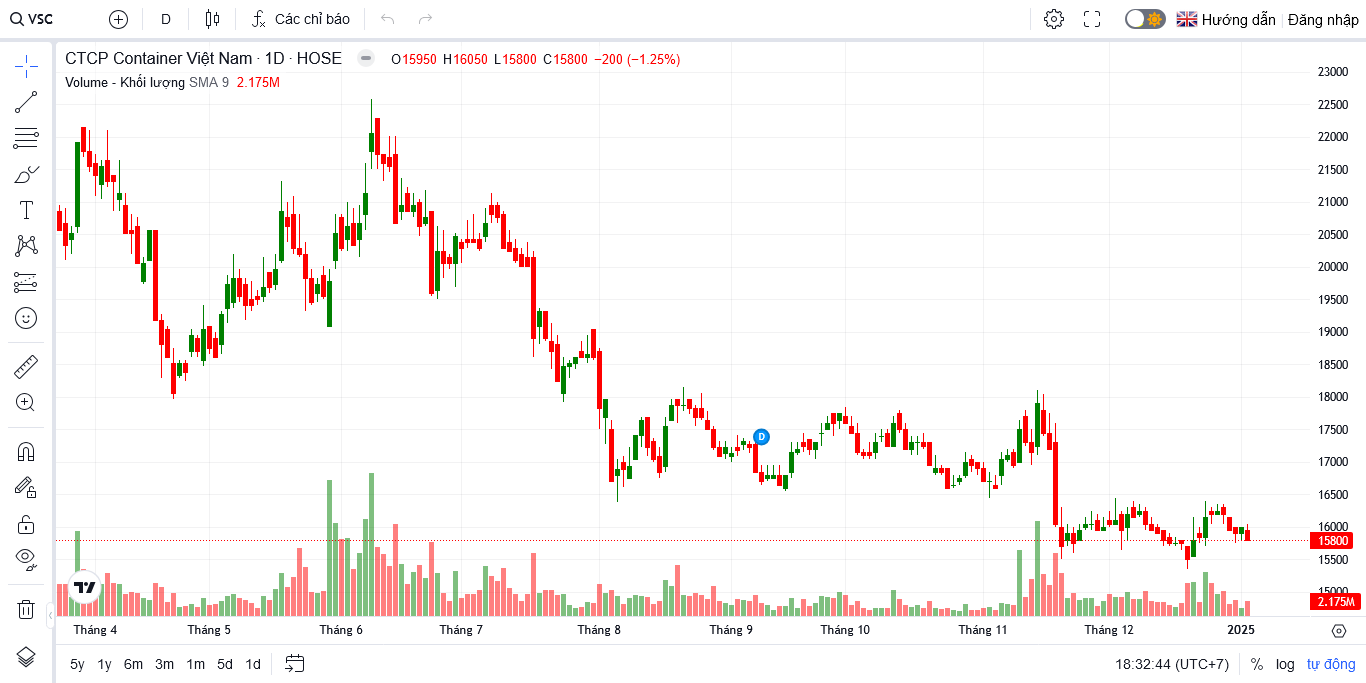 VSC D Các chỉ báo Hướng dẫn Đăng nhập
CTCP Container Việt Nam · 1D · HOSE O15950 H16050 L15800 C15800 −200 (−1.25%)
Volume - Khối lượng SMA 9 2.175M
23000
22500
22000
21500
21000
20500
20000
19500
19000
18500
18000
17500
17000
16500
16000
15800
15500
15000
2.175M
D
Tháng 4 Tháng 5 Tháng 6 Tháng 7 Tháng 8 Tháng 9 Tháng 10 Tháng 11 Tháng 12 2025
5y 1y 6m 3m 1m 5d 1d 18:32:44 (UTC+7) % log tự động